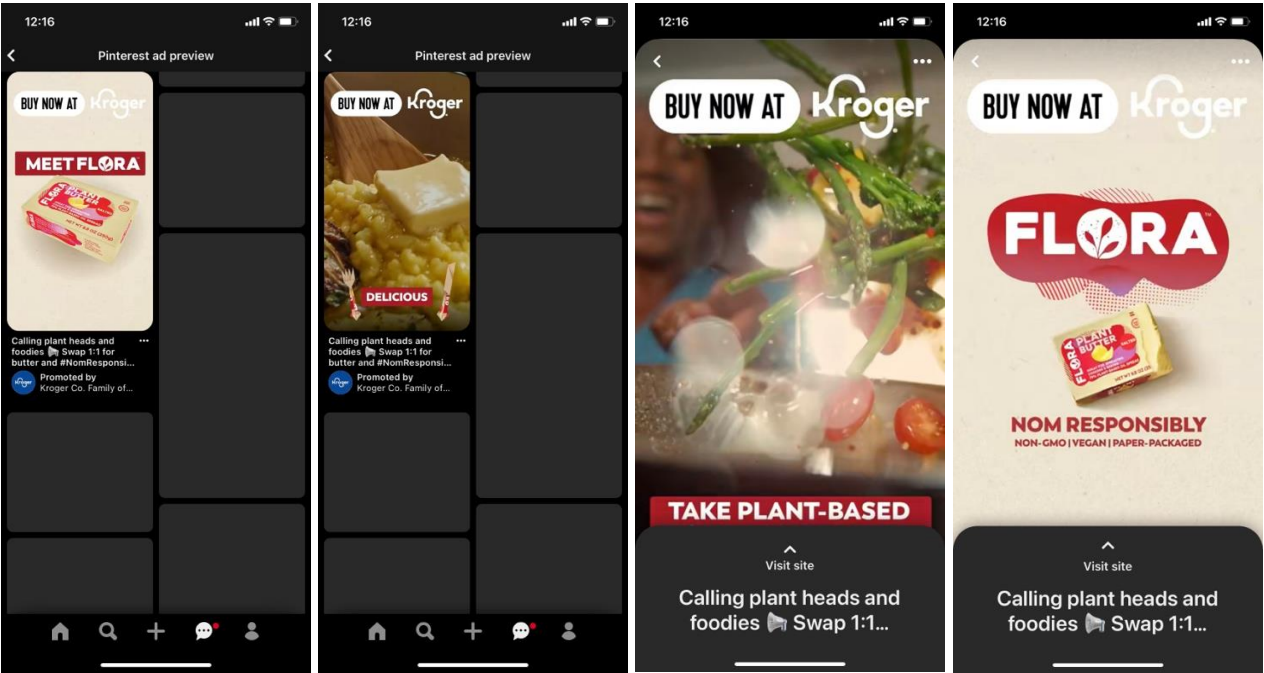 12:16
Pinterest ad preview
BUY NOW AT Kroger
MEET FLORA
FLORA PLANT BUTTER
Calling plant heads and
foodies Swap 1:1 for
butter and #NomResponsi...
Kroger
Promoted by
Kroger Co. Family of...
12:16
Pinterest ad preview
BUY NOW AT Kroger
DELICIOUS
Calling plant heads and
foodies Swap 1:1 for
butter and #NomResponsi...
Kroger
Promoted by
Kroger Co. Family of...
12:16
BUY NOW AT Kroger
TAKE PLANT-BASED
Visit site
Calling plant heads and
foodies Swap 1:1...
12:16
BUY NOW AT Kroger
FLORA™
FLORA PLANT
BUTTER
NOM RESPONSIBLY
NON-GMO | VEGAN | PAPER-PACKAGED
Visit site
Calling plant heads and
foodies Swap 1:1...